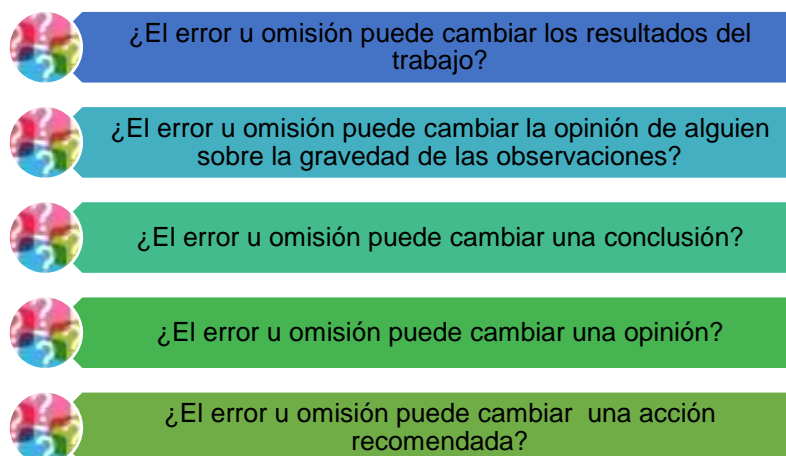 ¿El error u omisión puede cambiar los resultados del
trabajo?
¿El error u omisión puede cambiar la opinión de alguien
sobre la gravedad de las observaciones?
¿El error u omisión puede cambiar una conclusión?
¿El error u omisión puede cambiar una opinión?
¿El error u omisión puede cambiar  una acción
recomendada?